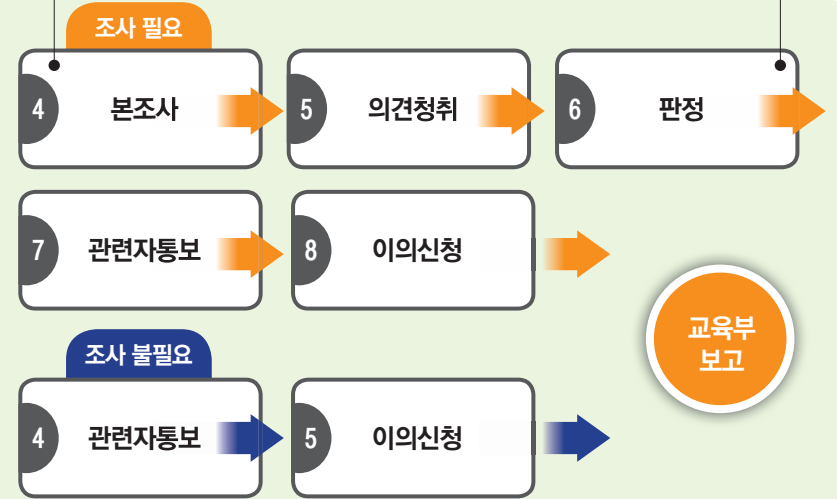 조사 필요
4 본조사
5 의견청취
6 판정
7 관련자통보
8 이의신청
교육부
보고
조사 불필요
4 관련자통보
5 이의신청